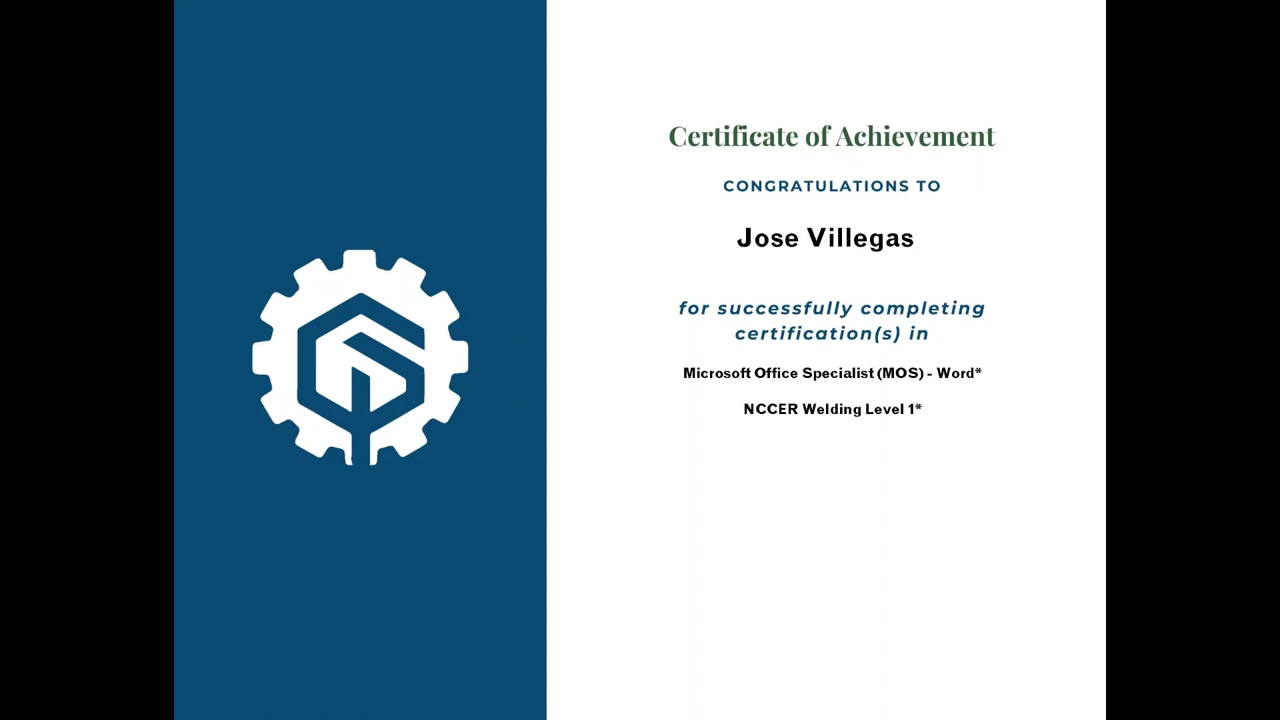 Certificate of Achievement
CONGRATULATIONS TO
Jose Villegas
for successfully completing
certification(s) in
Microsoft Office Specialist (MOS) - Word*
NCCER Welding Level 1*